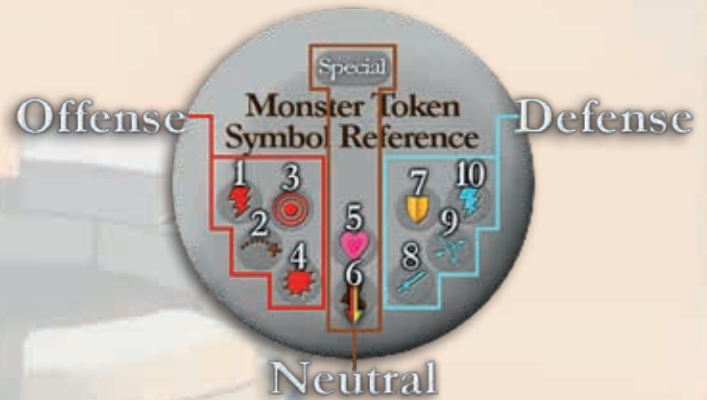 Special
Offense Monster Token Defense
Symbol Reference
1 3 7 10
2 5 9
4 6 8
Neutral